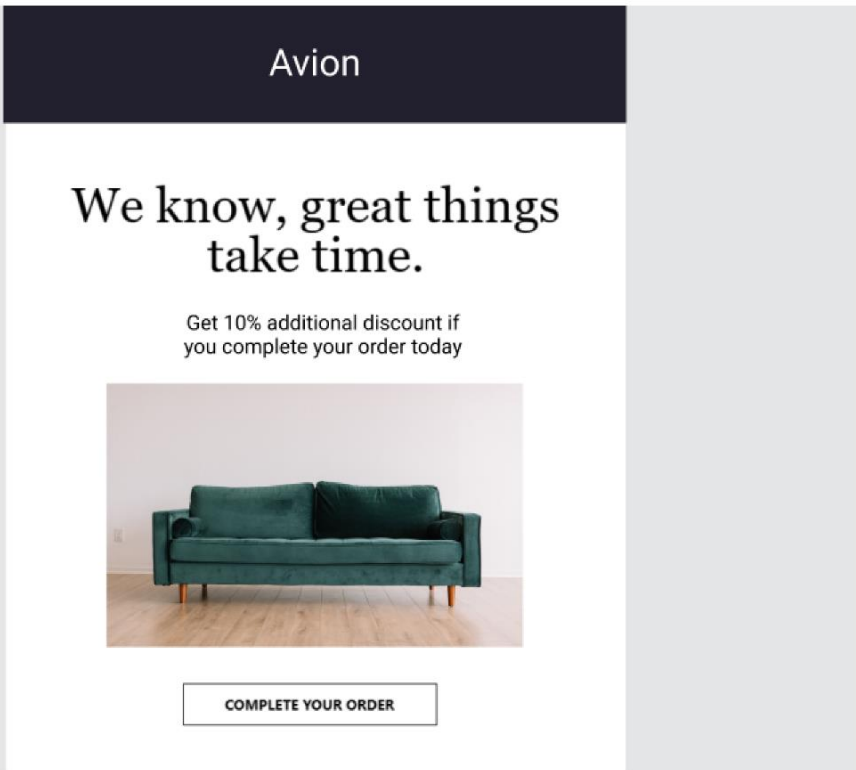 Avion
We know, great things
take time.
Get 10% additional discount if
you complete your order today
COMPLETE YOUR ORDER